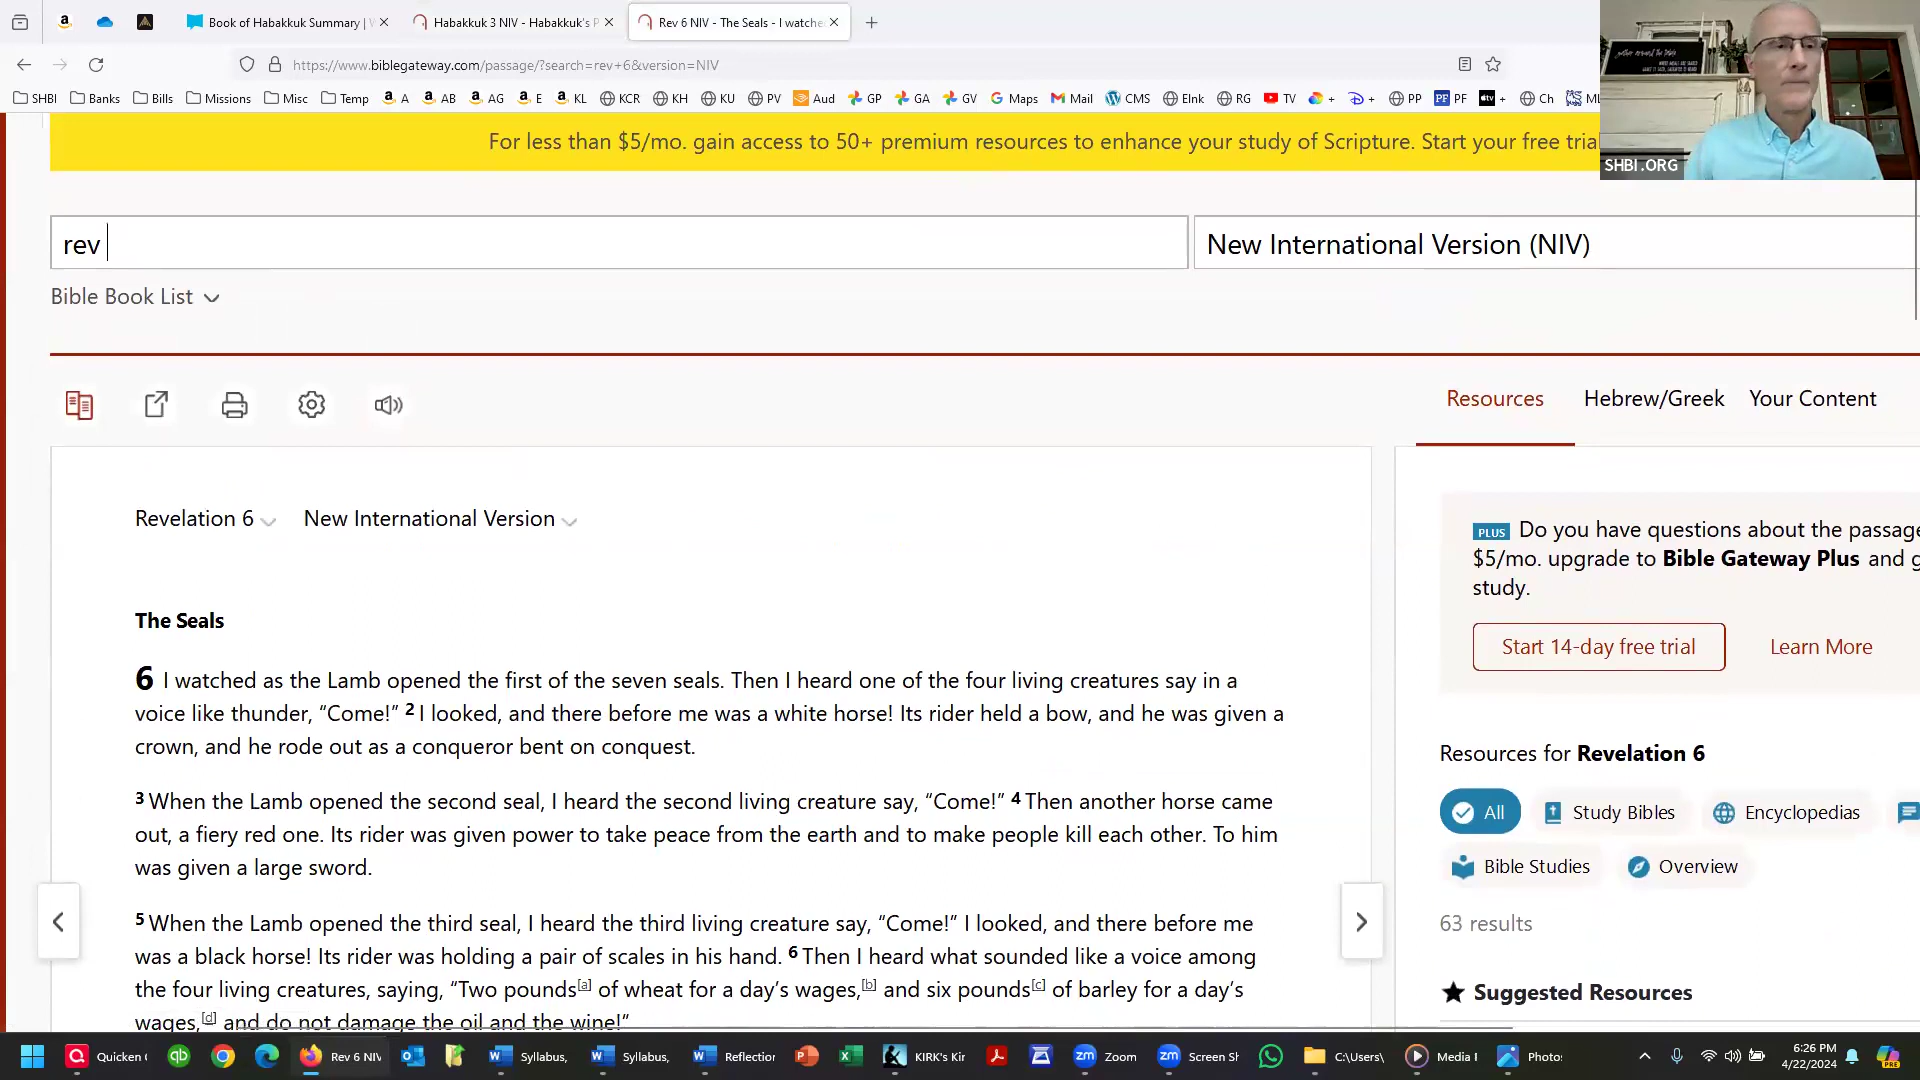 Book of Habakkuk Summary |
Habakkuk 3 NIV - Habakkuk's P
Rev 6 NIV - The Seals - I watche
https://www.biblegateway.com/passage/?search=rev+6&version=NIV
SHBI Banks Bills Missions Misc Temp A AB AG E KL KCR KH KU PV Aud GP GA GV Maps Mail CMS EInk RG TV + + PP PF PF + Ch ML
For less than $5/mo. gain access to 50+ premium resources to enhance your study of Scripture. Start your free tria
SHBI.ORG
rev
New International Version (NIV)
Bible Book List
Resources Hebrew/Greek Your Content
Revelation 6 New International Version
The Seals
6 I watched as the Lamb opened the first of the seven seals. Then I heard one of the four living creatures say in a
voice like thunder, “Come!” 2 I looked, and there before me was a white horse! Its rider held a bow, and he was given a
crown, and he rode out as a conqueror bent on conquest.
3 When the Lamb opened the second seal, I heard the second living creature say, “Come!” 4 Then another horse came
out, a fiery red one. Its rider was given power to take peace from the earth and to make people kill each other. To him
was given a large sword.
5 When the Lamb opened the third seal, I heard the third living creature say, “Come!” I looked, and there before me
was a black horse! Its rider was holding a pair of scales in his hand. 6 Then I heard what sounded like a voice among
the four living creatures, saying, “Two pounds[a] of wheat for a day’s wages,[b] and six pounds[c] of barley for a day’s
wages,[d] and do not damage the oil and the wine!”
PLUS Do you have questions about the passage
$5/mo. upgrade to Bible Gateway Plus and g
study.
Start 14-day free trial Learn More
Resources for Revelation 6
All Study Bibles Encyclopedias
Bible Studies Overview
63 results
Suggested Resources
Quicken Rev 6 NIV Syllabus, Syllabus, Reflection KIRK's Kir Zoom Screen Sh C:\Users\ Media Photos
6:26 PM
4/22/2024